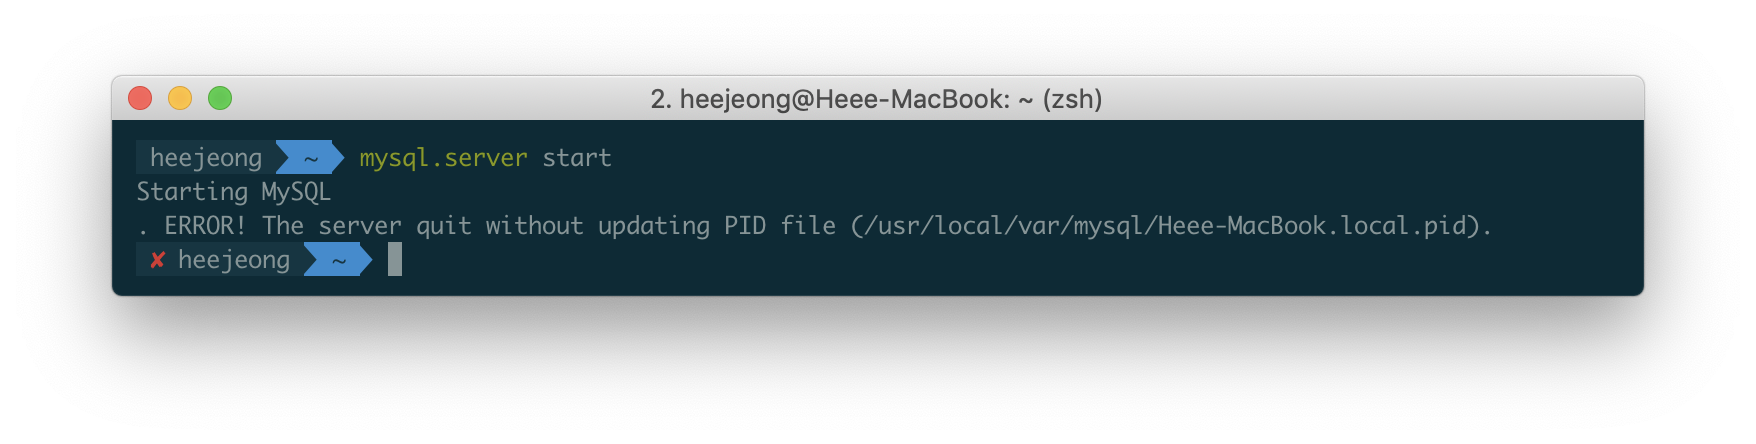 2. heejeong@Heee-MacBook: ~ (zsh)
heejeong ~ mysql.server start
Starting MySQL
. ERROR! The server quit without updating PID file (/usr/local/var/mysql/Heee-MacBook.local.pid).
✘ heejeong ~